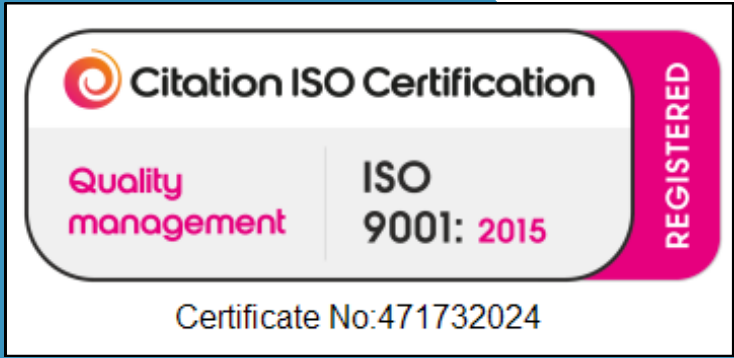 Citation ISO Certification
Quality
management
ISO
9001: 2015
REGISTERED
Certificate No:471732024